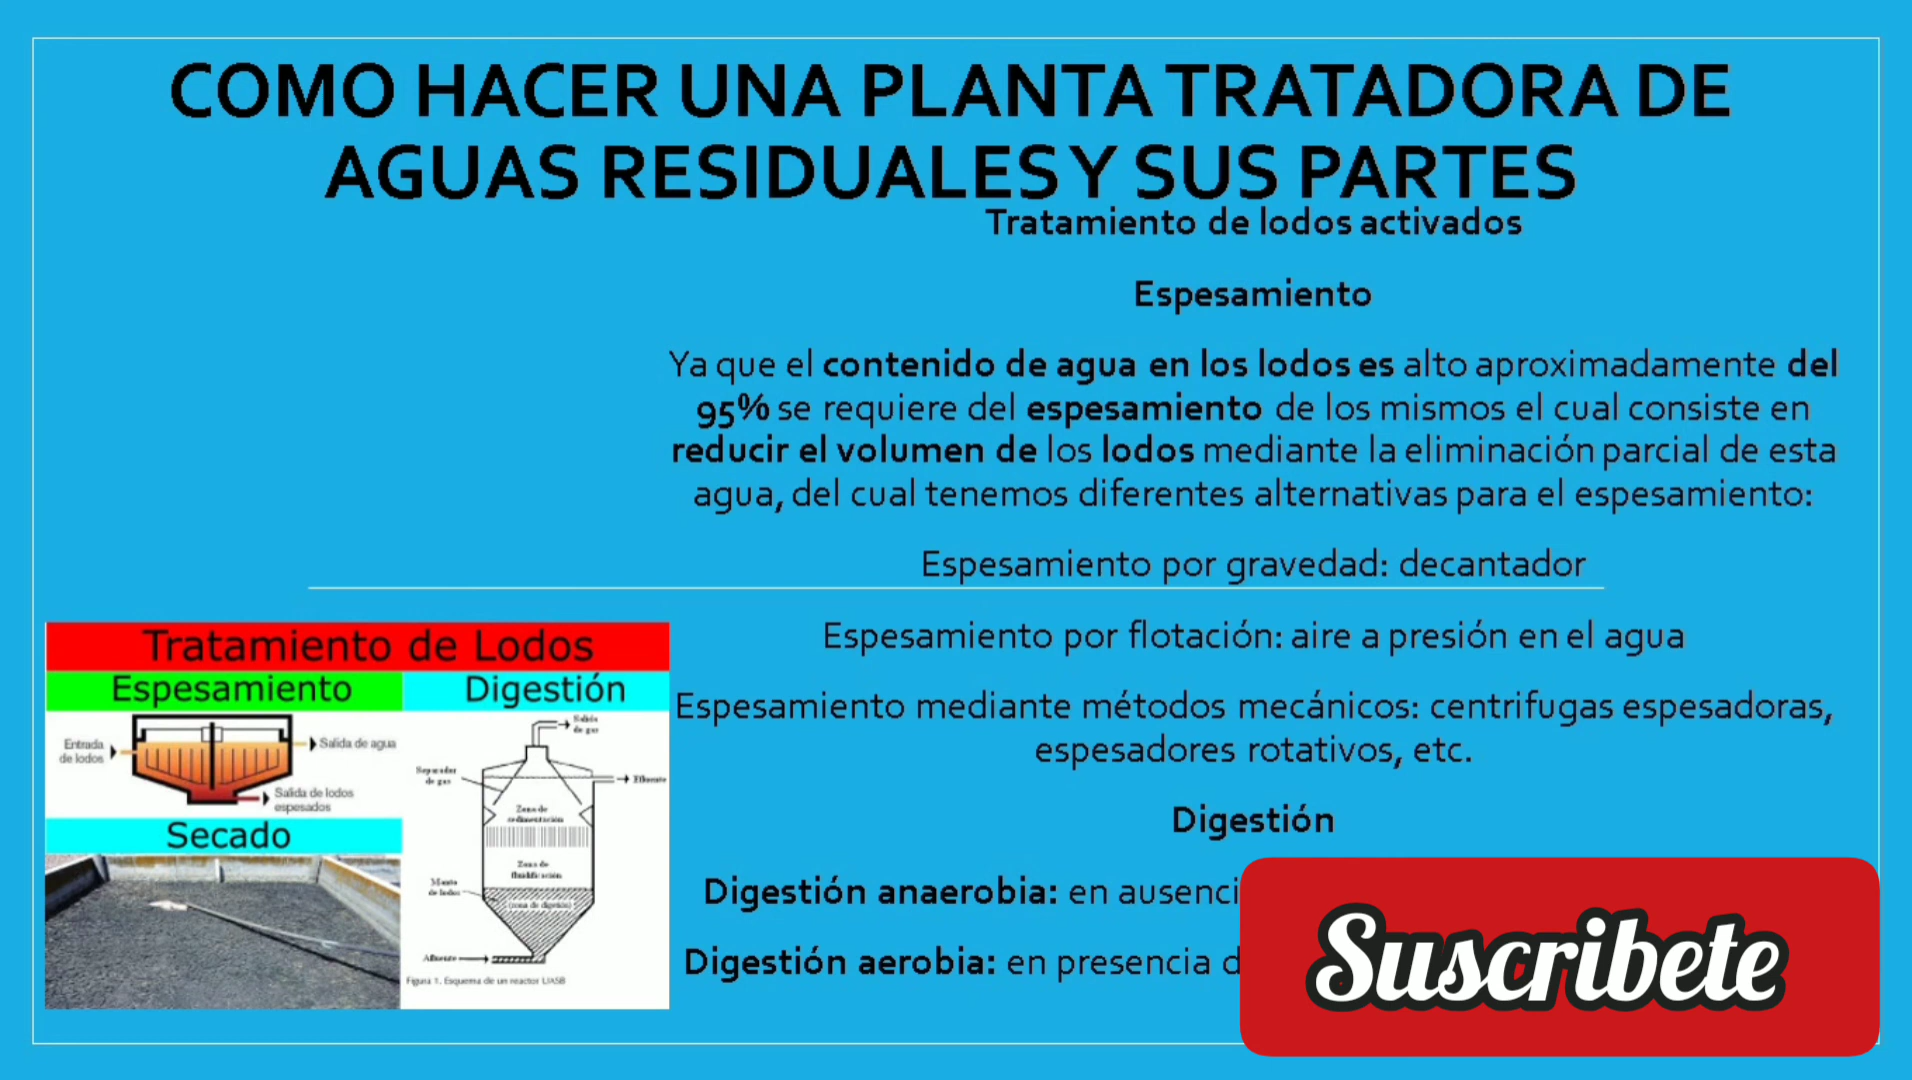 COMO HACER UNA PLANTA TRATADORA DE
AGUAS RESIDUALES Y SUS PARTES
Tratamiento de lodos activados
Espesamiento
Ya que el contenido de agua en los lodos es alto aproximadamente del
95% se requiere del espesamiento de los mismos el cual consiste en
reducir el volumen de los lodos mediante la eliminación parcial de esta
agua, del cual tenemos diferentes alternativas para el espesamiento:
Espesamiento por gravedad: decantador
Espesamiento por flotación: aire a presión en el agua
Espesamiento mediante métodos mecánicos: centrifugas espesadoras,
espesadores rotativos, etc.
Digestión
Digestión anaerobia: en ausenci
Digestión aerobia: en presencia d
Suscribete
Tratamiento de Lodos
Espesamiento
Entrada
de lodos
Salida de agua
Salida de lodos
espesados
Secado
Digestión
Salida
de gas
Separador
de gas
Efluente
Zona de
sedimentación
Zona de
fluidificación
Manto
de lodos
(zona de digestión)
Afluente
Figura 1. Esquema de un reactor UASB